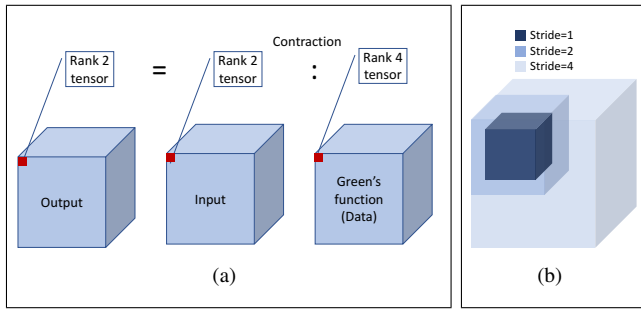 Contraction
Rank 2
tensor
=
Rank 2
tensor
:
Rank 4
tensor
Output
Input
Green's
function
(Data)
(a)
Stride=1
Stride=2
Stride=4
(b)